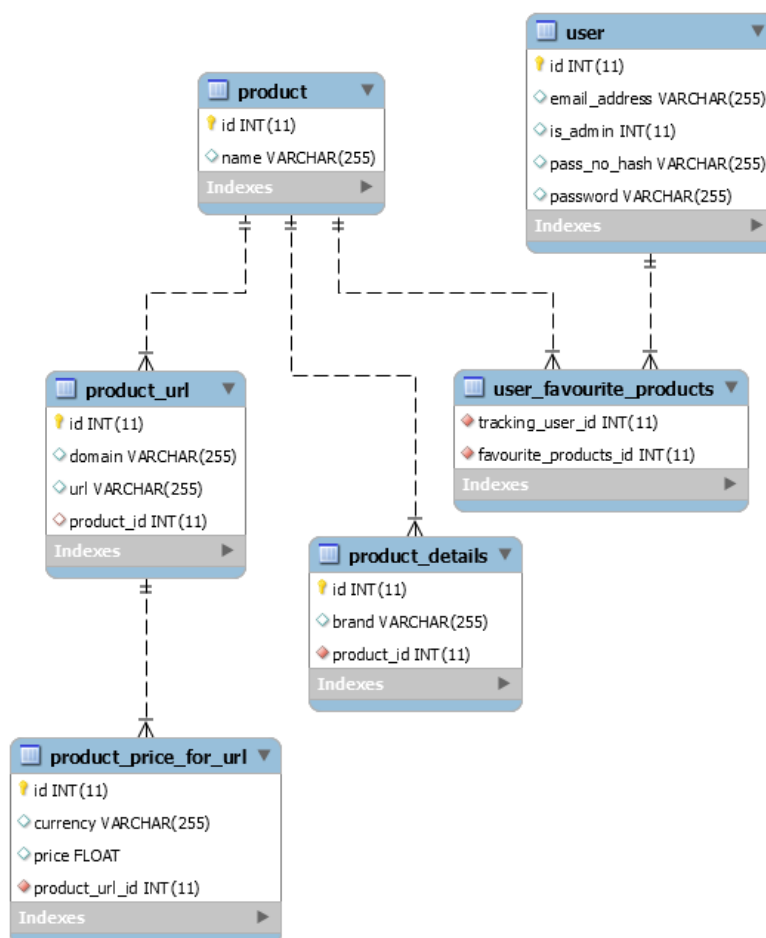 user
id INT(11)
email_address VARCHAR(255)
is_admin INT(11)
pass_no_hash VARCHAR(255)
password VARCHAR(255)
Indexes
product
id INT(11)
name VARCHAR(255)
Indexes
product_url
id INT(11)
domain VARCHAR(255)
url VARCHAR(255)
product_id INT(11)
Indexes
user_favourite_products
tracking_user_id INT(11)
favourite_products_id INT(11)
Indexes
product_details
id INT(11)
brand VARCHAR(255)
product_id INT(11)
Indexes
product_price_for_url
id INT(11)
currency VARCHAR(255)
price FLOAT
product_url_id INT(11)
Indexes